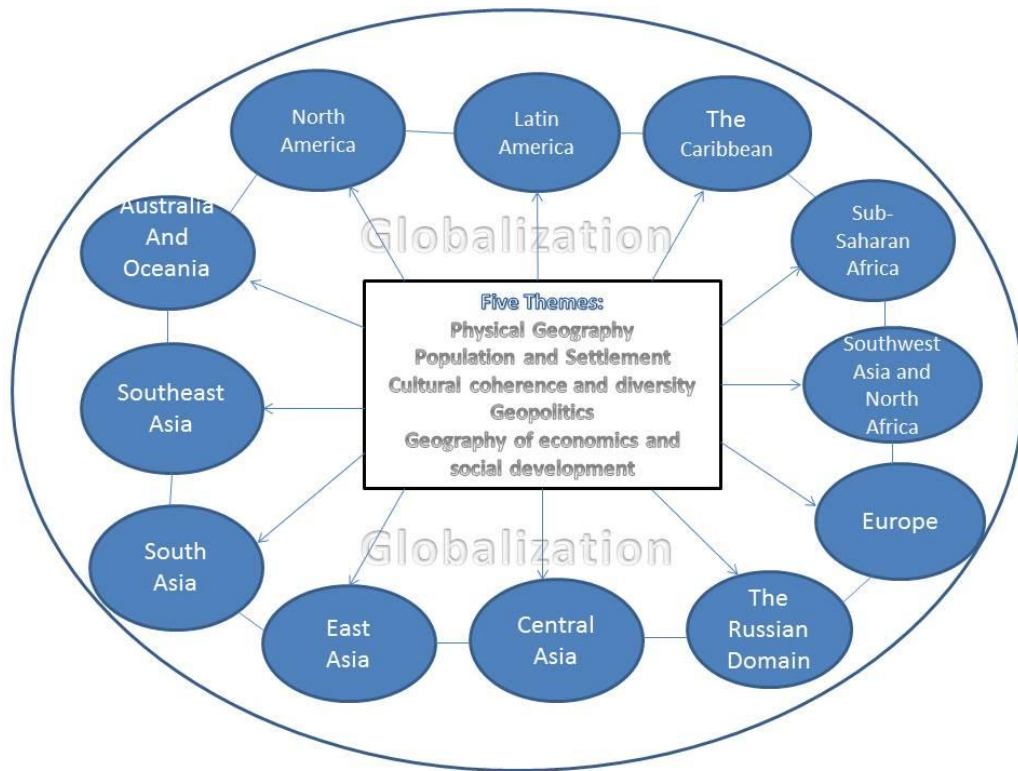 North
America
Latin
America
The
Caribbean
Australia
And
Oceania
Sub-
Saharan
Africa
Globalization
Five Themes:
Physical Geography
Population and Settlement
Cultural coherence and diversity
Geopolitics
Geography of economics and
social development
Southeast
Asia
Southwest
Asia and
North
Africa
South
Asia
Europe
Globalization
East
Asia
Central
Asia
The
Russian
Domain